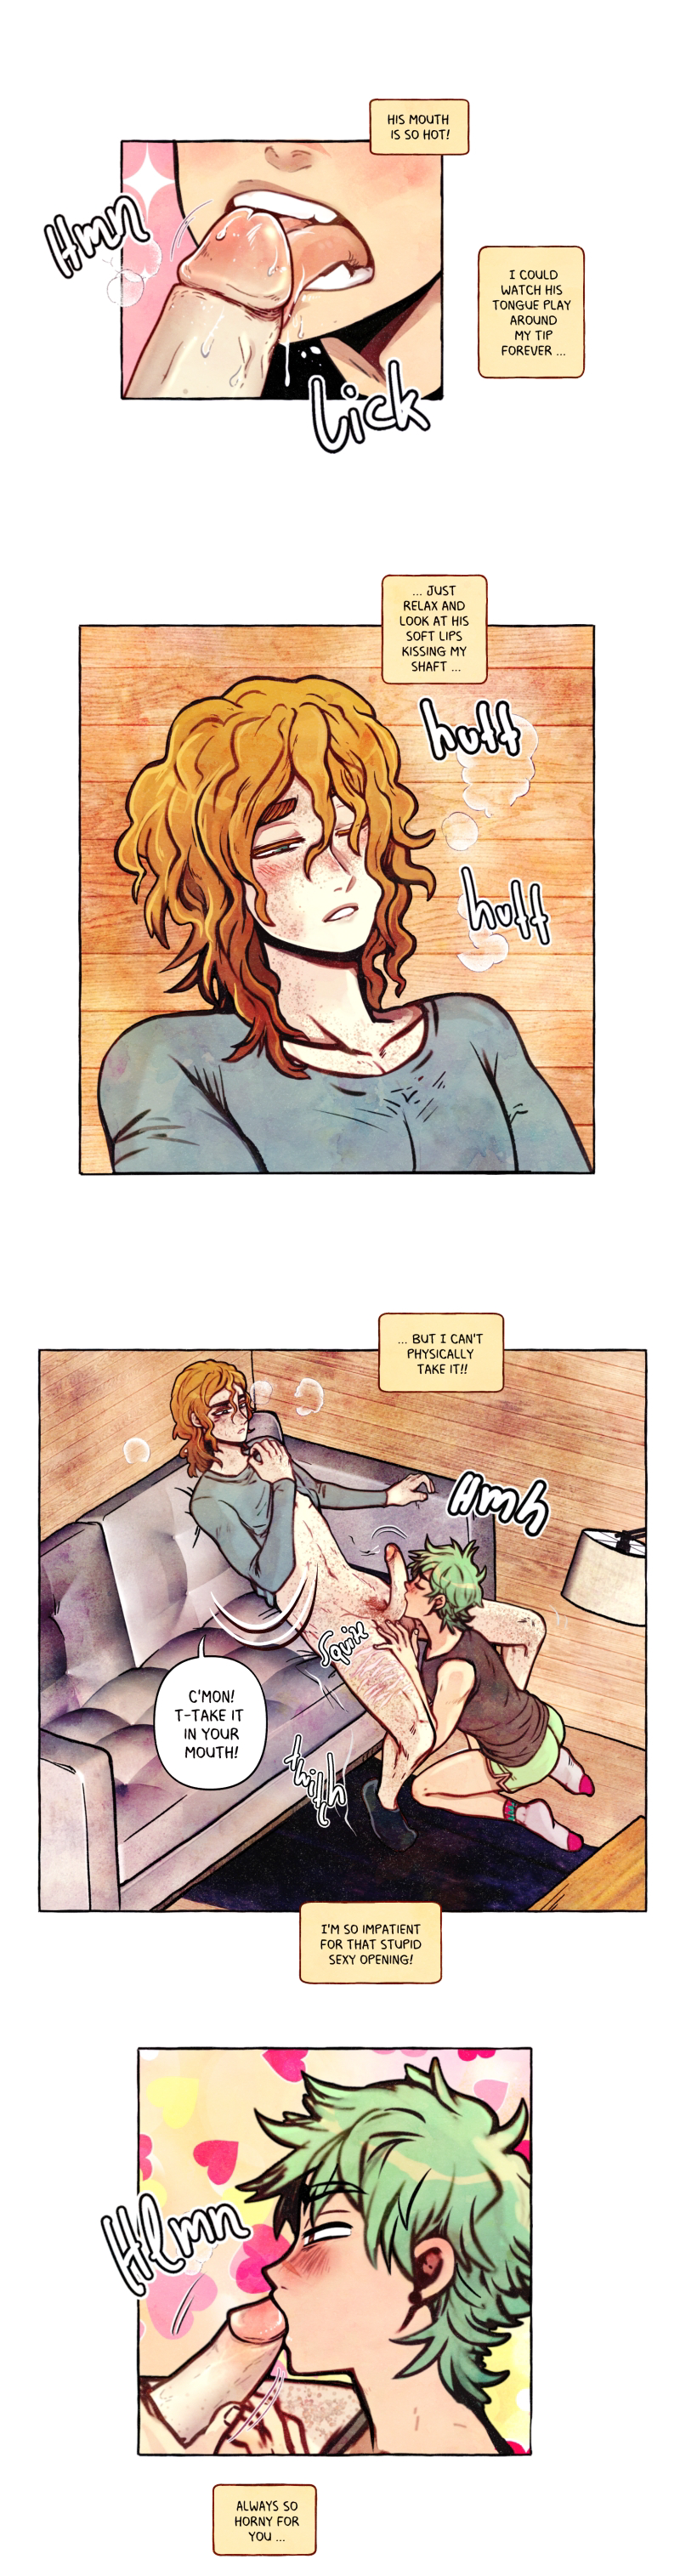 HIS MOUTH
IS SO HOT!
Hmn
I COULD
WATCH HIS
TONGUE PLAY
AROUND
MY TIP
FOREVER ...
Lick
... JUST
RELAX AND
LOOK AT HIS
SOFT LIPS
KISSING MY
SHAFT ...
huff
huff
... BUT I CAN'T
PHYSICALLY
TAKE IT!!
Hmh
C'MON!
T-TAKE IT
IN YOUR
MOUTH!
twitch
I'M SO IMPATIENT
FOR THAT STUPID
SEXY OPENING!
ALWAYS SO
HORNY FOR
YOU ...